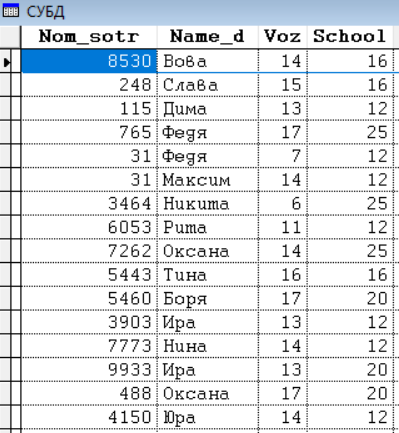 СУБД
Nom_sotr Name_d Voz School
8530 Вова 14 16
248 Слава 15 16
115 Дима 13 12
765 Федя 17 25
31 Федя 7 12
31 Максим 14 12
3464 Никита 6 25
6053 Рита 11 12
7262 Оксана 14 25
5443 Тина 16 16
5460 Боря 17 20
3903 Ира 13 12
7773 Нина 14 12
9933 Ира 13 20
488 Оксана 17 20
4150 Юра 14 12